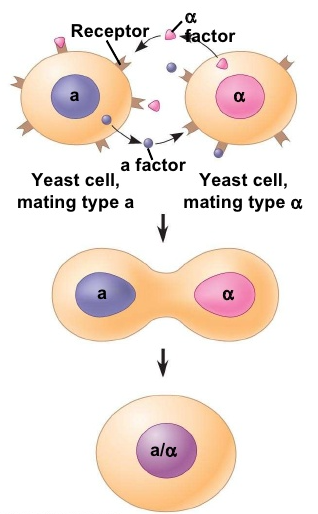 Receptor
α
factor
a
α
a factor
Yeast cell,
mating type a
Yeast cell,
mating type α
a
α
a/α